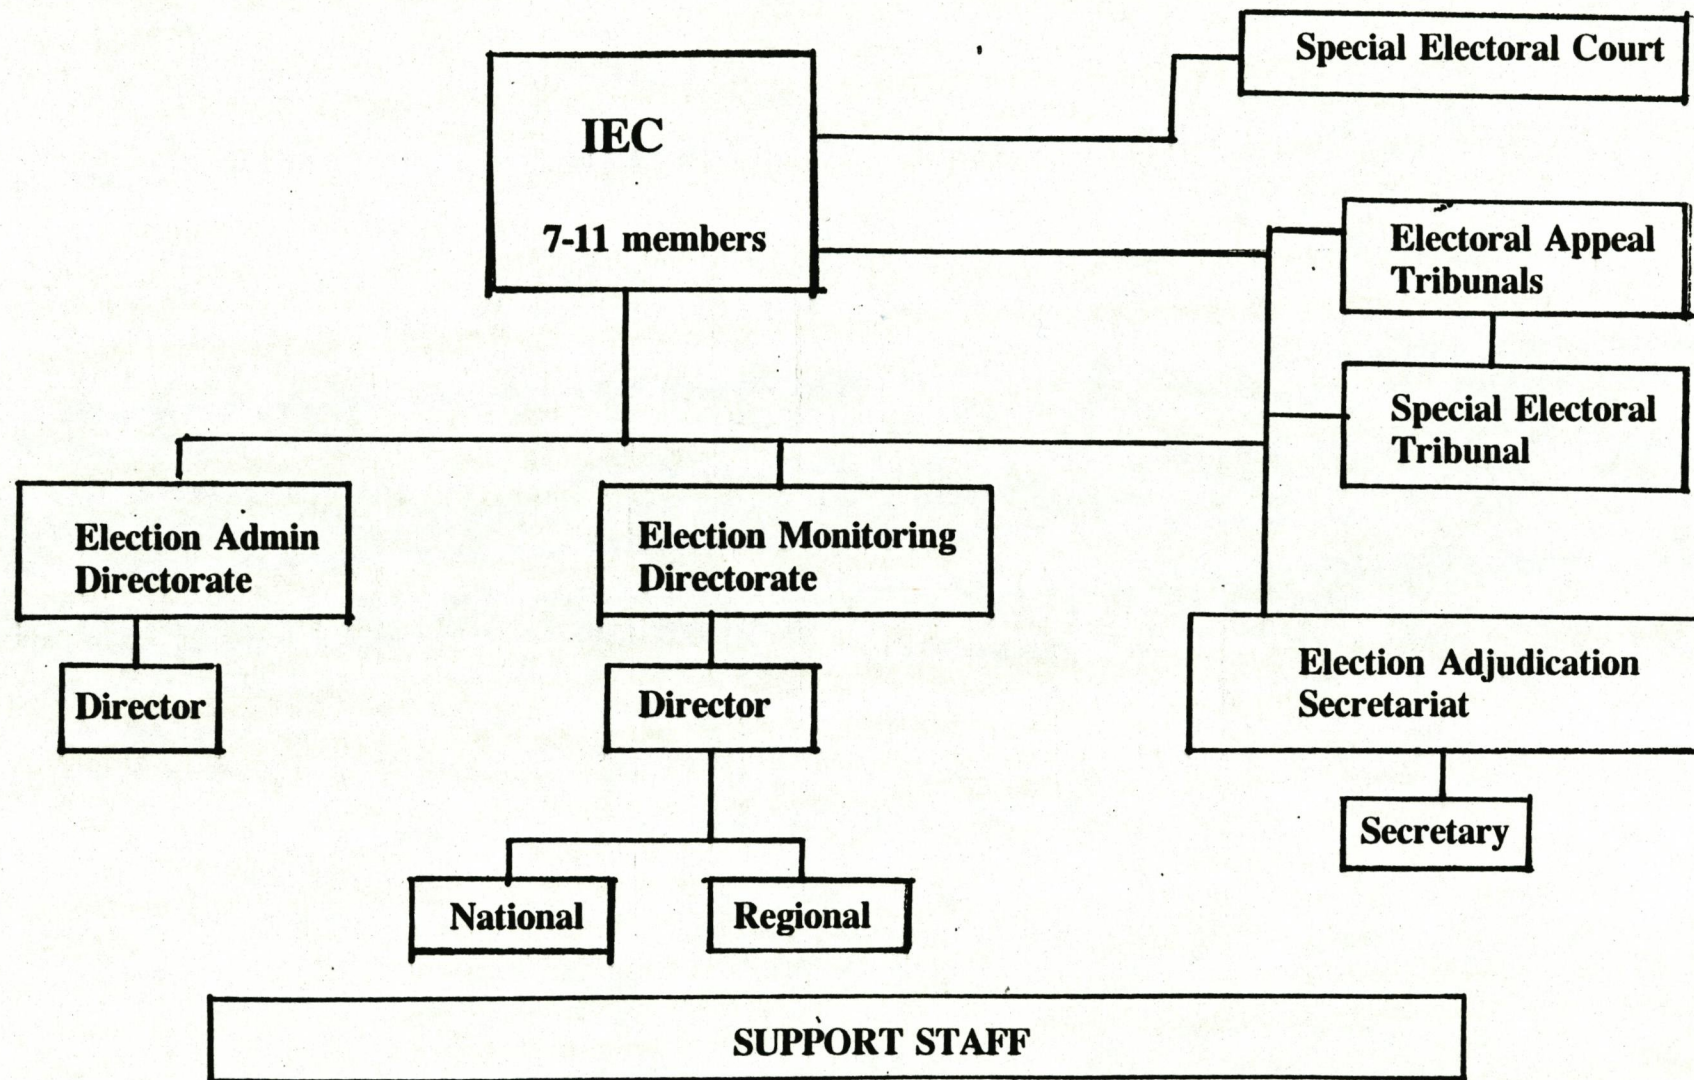 Special Electoral Court
IEC
7-11 members
Electoral Appeal
Tribunals
Special Electoral
Tribunal
Election Admin
Directorate
Election Monitoring
Directorate
Election Adjudication
Secretariat
Director
Director
Secretary
National
Regional
SUPPORT STAFF